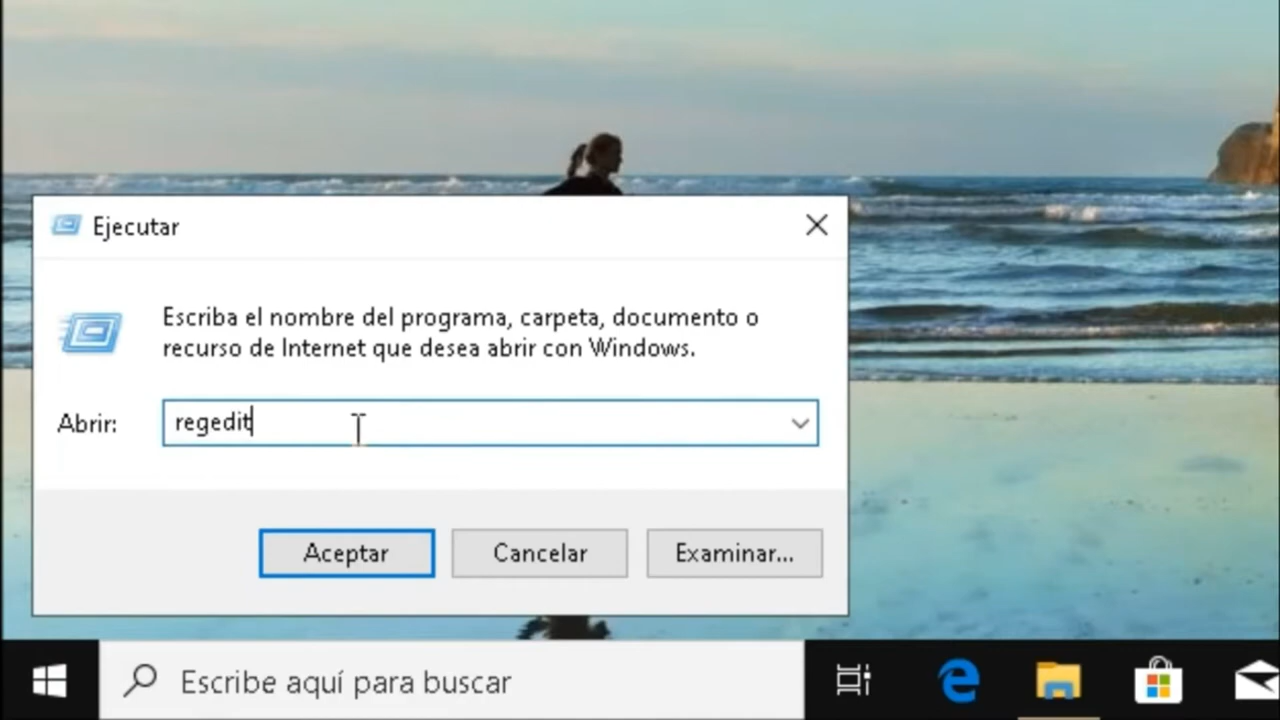 Ejecutar
Escriba el nombre del programa, carpeta, documento o
recurso de Internet que desea abrir con Windows.
Abrir:
regedit
Aceptar
Cancelar
Examinar...
Escribe aquí para buscar